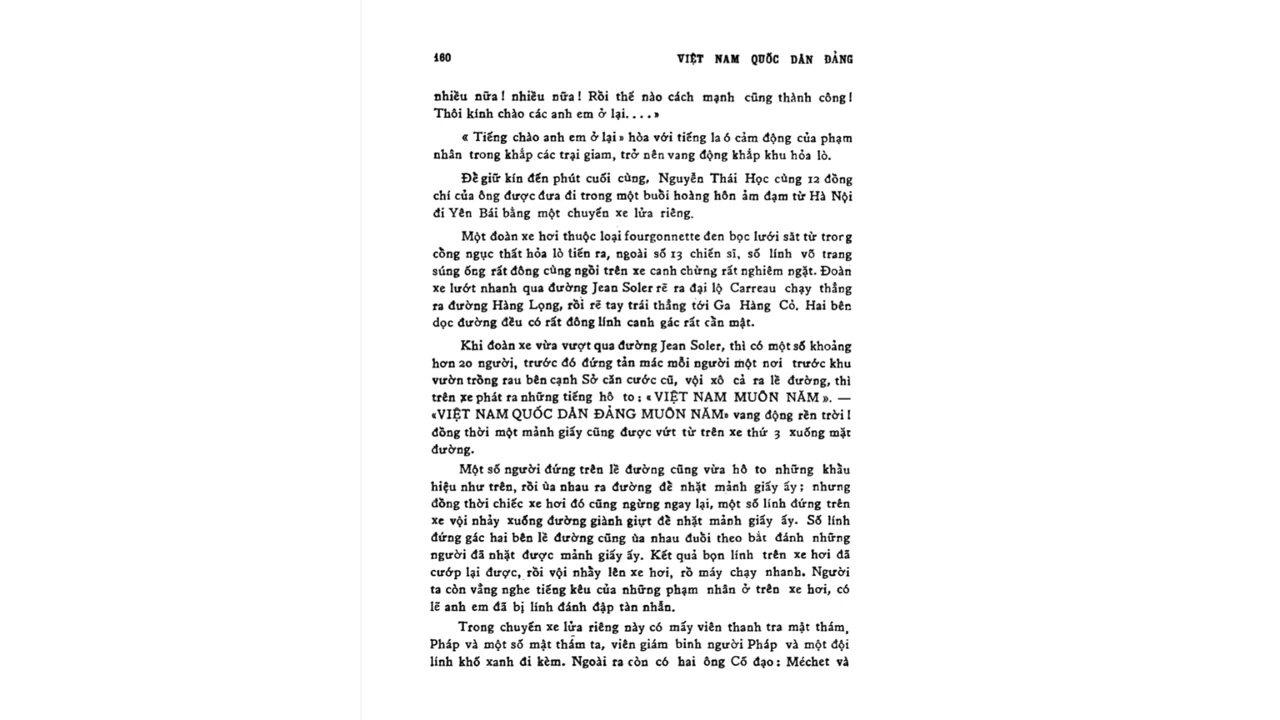 160 VIỆT NAM QUỐC DÂN ĐẢNG
nhiều nữa! nhiều nữa! Rồi thế nào cách mạnh cũng thành công!
Thôi kính chào các anh em ở lại....»
« Tiếng chào anh em ở lại» hòa với tiếng la ó cảm động của phạm
nhân trong khắp các trại giam, trở nên vang động khắp khu hỏa lò.
Để giữ kín đến phút cuối cùng, Nguyễn Thái Học cùng 12 đồng
chí của ông được đưa đi trong một buổi hoàng hôn ảm đạm từ Hà Nội
đi Yên Bái bằng một chuyến xe lửa riêng.
Một đoàn xe hơi thuộc loại fourgonnette đen bọc lưới sắt từ trorg
cồng ngục thất hỏa lò tiến ra, ngoài số 13 chiến sĩ, số lính võ trang
súng ống rất đông cùng ngồi trên xe canh chừng rất nghiêm ngặt. Đoàn
xe lướt nhanh qua đường Jean Soler rẽ ra đại lộ Carreau chạy thẳng
ra đường Hàng Lọng, rồi rẽ tay trái thẳng tới Ga Hàng Cỏ. Hai bên
dọc đường đều có rất đông lính canh gác rất cẩn mật.
Khi đoàn xe vừa vượt qua đường Jean Soler, thì có một số khoảng
hơn 20 người, trước đó đứng tản mác mỗi người một nơi trước khu
vườn trồng rau bên cạnh Sở căn cước cũ, vội xô cả ra lề đường, thì
trên xe phát ra những tiếng hô to: «VIỆT NAM MUÔN NĂM». —
«VIỆT NAM QUỐC DÂN ĐẢNG MUÔN NĂM» vang động rền trời!
đồng thời một mảnh giấy cũng được vứt từ trên xe thứ 3 xuống mặt
đường.
Một số người đứng trên lề đường cũng vừa hô to những khẩu
hiệu như trên, rồi ùa nhau ra đường để nhặt mảnh giấy ấy; nhưng
đồng thời chiếc xe hơi đó cũng ngừng ngay lại, một số lính đứng trên
xe vội nhảy xuống đường giành giựt để nhặt mảnh giấy ấy. Số lính
đứng gác hai bên lề đường cũng ùa nhau đuổi theo bắt đánh những
người đã nhặt được mảnh giấy ấy. Kết quả bọn lính trên xe hơi đã
cướp lại được, rồi vội nhẩy lên xe hơi, rồ máy chạy nhanh. Người
ta còn vẳng nghe tiếng kêu của những phạm nhân ở trên xe hơi, có
lẽ anh em đã bị lính đánh đập tàn nhẫn.
Trong chuyến xe lửa riêng này có mấy viên thanh tra mật thám,
Pháp và một số mật thám ta, viên giám binh người Pháp và một đội
lính khố xanh đi kèm. Ngoài ra còn có hai ông Cố đạo: Méchet và